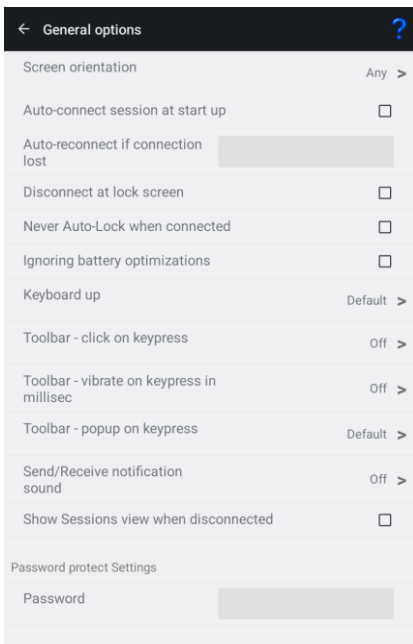 ← General options ?
Screen orientation
Any >
Auto-connect session at start up
Auto-reconnect if connection
lost
Disconnect at lock screen
Never Auto-Lock when connected
Ignoring battery optimizations
Keyboard up
Default >
Toolbar - click on keypress
Off >
Toolbar - vibrate on keypress in
millisec
Off >
Toolbar - popup on keypress
Default >
Send/Receive notification
sound
Off >
Show Sessions view when disconnected
Password protect Settings
Password